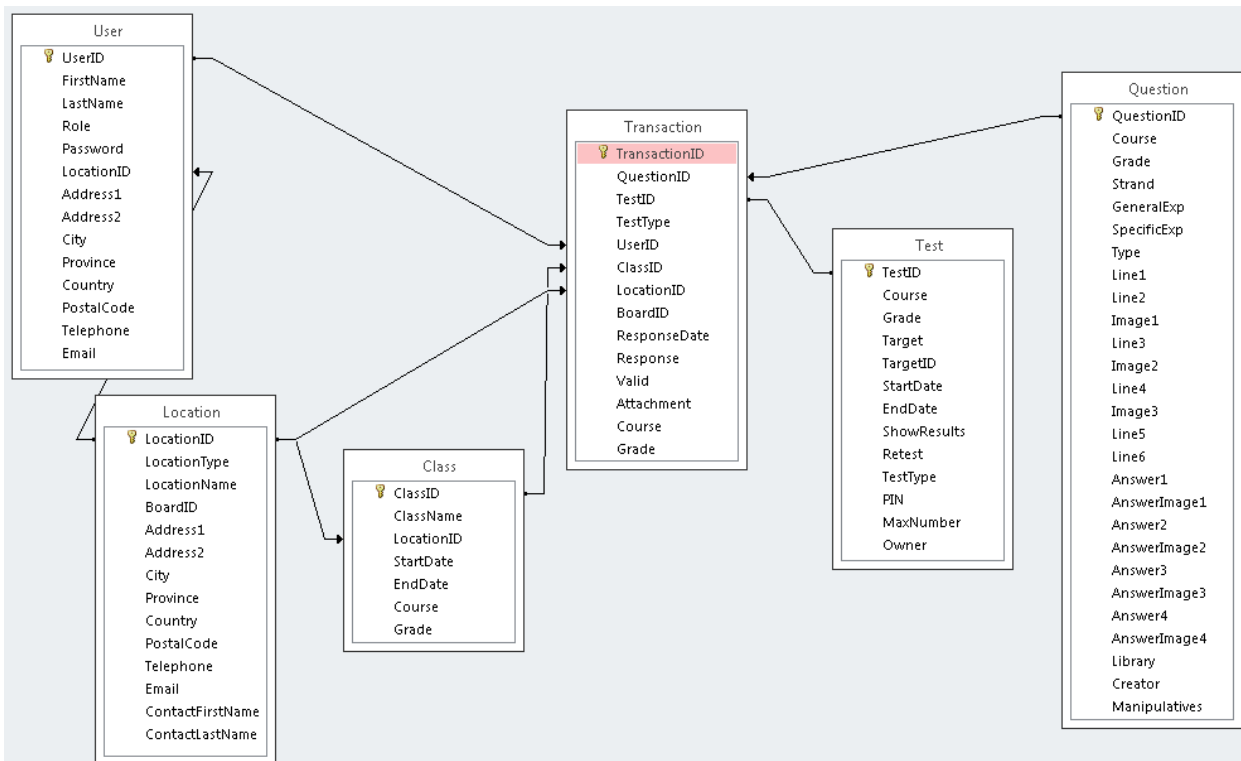 User
UserID
FirstName
LastName
Role
Password
LocationID
Address1
Address2
City
Province
Country
PostalCode
Telephone
Email
Location
LocationID
LocationType
LocationName
BoardID
Address1
Address2
City
Province
Country
PostalCode
Telephone
Email
ContactFirstName
ContactLastName
Class
ClassID
ClassName
LocationID
StartDate
EndDate
Course
Grade
Transaction
TransactionID
QuestionID
TestID
TestType
UserID
ClassID
LocationID
BoardID
ResponseDate
Response
Valid
Attachment
Course
Grade
Test
TestID
Course
Grade
Target
TargetID
StartDate
EndDate
ShowResults
Retest
TestType
PIN
MaxNumber
Owner
Question
QuestionID
Course
Grade
Strand
GeneralExp
SpecificExp
Type
Line1
Line2
Image1
Line3
Image2
Line4
Image3
Line5
Line6
Answer1
AnswerImage1
Answer2
AnswerImage2
Answer3
AnswerImage3
Answer4
AnswerImage4
Library
Creator
Manipulatives